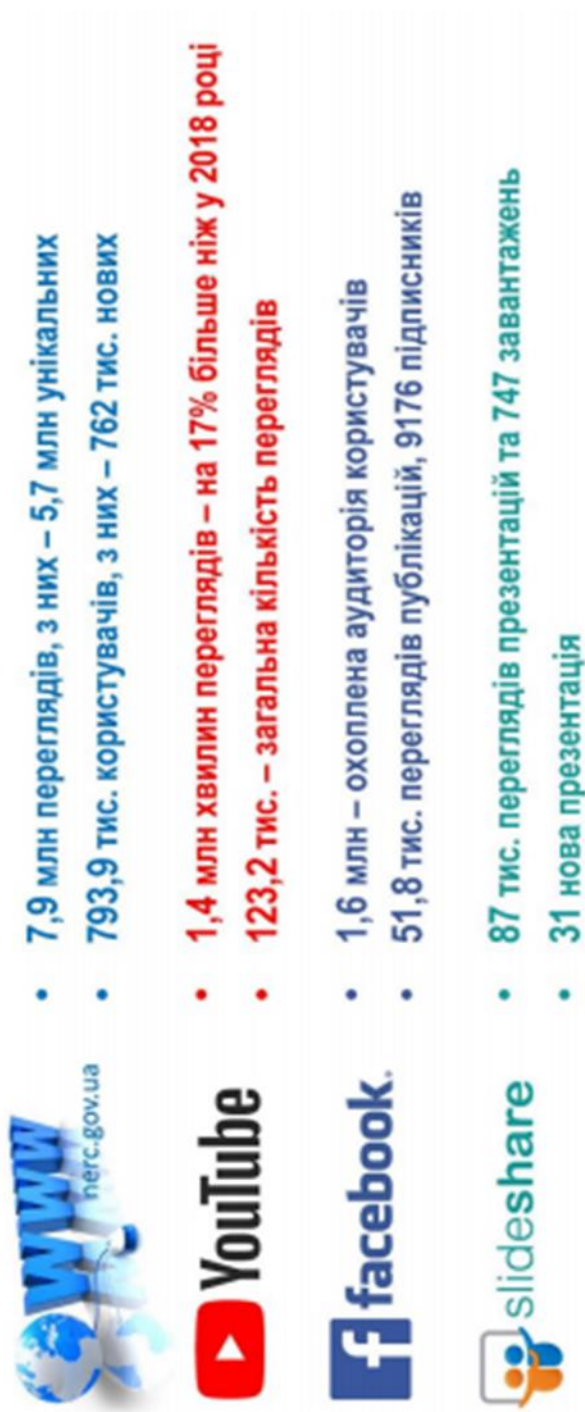 www
nerc.gov.ua
• 7,9 млн переглядів, з них – 5,7 млн унікальних
• 793,9 тис. користувачів, з них – 762 тис. нових
YouTube
• 1,4 млн хвилин переглядів – на 17% більше ніж у 2018 році
• 123,2 тис. – загальна кількість переглядів
facebook.
• 1,6 млн – охоплена аудиторія користувачів
• 51,8 тис. переглядів публікацій, 9176 підписників
slideshare
• 87 тис. переглядів презентацій та 747 завантажень
• 31 нова презентація